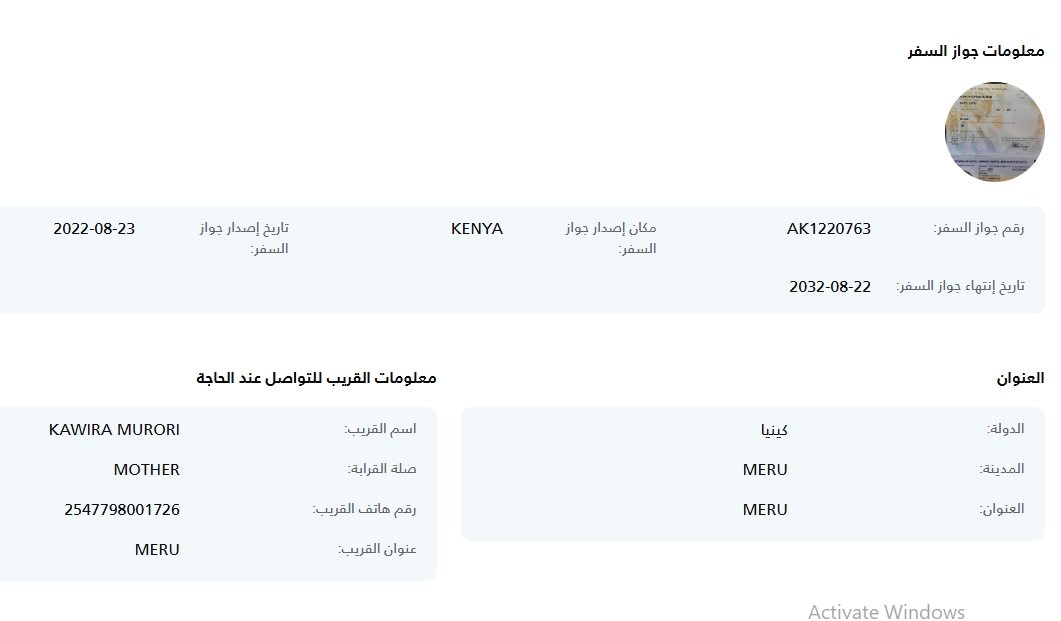 معلومات جواز السفر
رقم جواز السفر: AK1220763 مكان إصدار جواز السفر: KENYA تاريخ إصدار جواز السفر: 2022-08-23
تاريخ إنتهاء جواز السفر: 2032-08-22
العنوان
الدولة: كينيا
المدينة: MERU
العنوان: MERU
معلومات القريب للتواصل عند الحاجة
اسم القريب: KAWIRA MURORI
صلة القرابة: MOTHER
رقم هاتف القريب: 2547798001726
عنوان القريب: MERU
Activate Windows